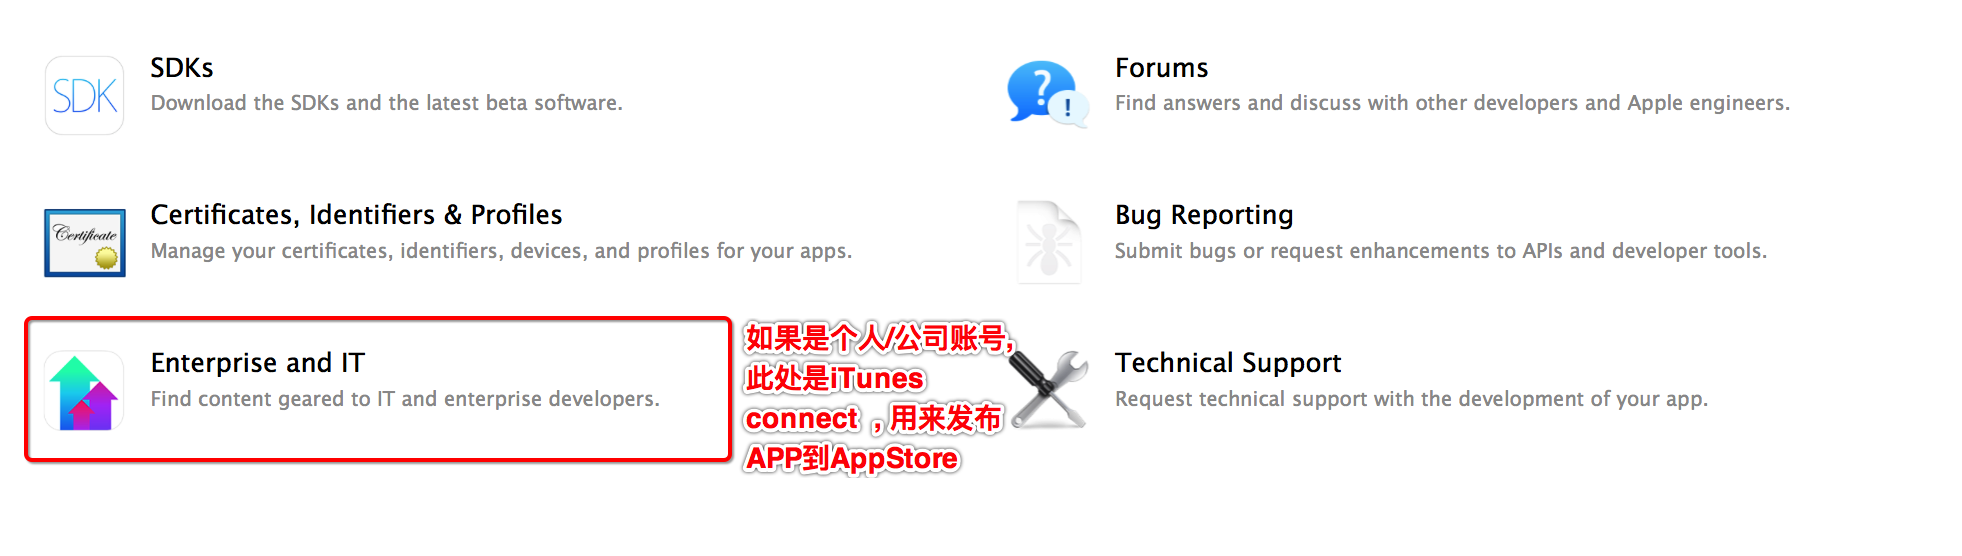 SDK
SDKs
Download the SDKs and the latest beta software.
?
!
Forums
Find answers and discuss with other developers and Apple engineers.
Certificate
Certificates, Identifiers & Profiles
Manage your certificates, identifiers, devices, and profiles for your apps.
Bug Reporting
Submit bugs or request enhancements to APIs and developer tools.
Enterprise and IT
Find content geared to IT and enterprise developers.
如果是个人/公司账号,
此处是iTunes
connect ，用来发布
APP到AppStore
Technical Support
Request technical support with the development of your app.